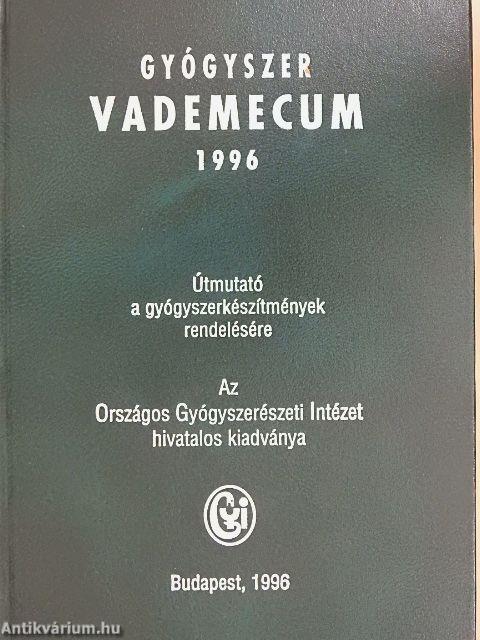 GYÓGYSZER
VADEMECUM
1996
Útmutató
a gyógyszerkészítmények
rendelésére
Az
Országos Gyógyszerészeti Intézet
hivatalos kiadványa
Budapest, 1996
Antikvárium.hu